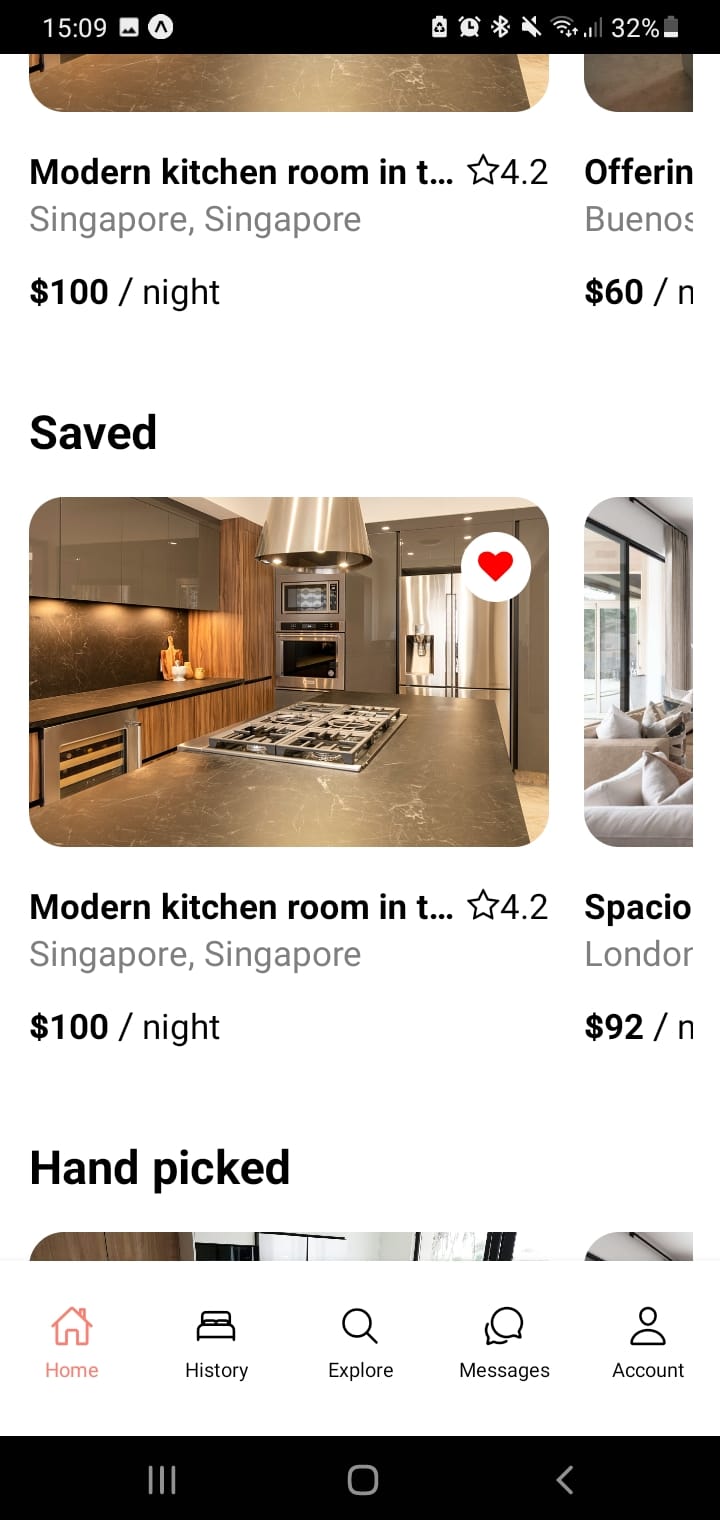 15:09 32%
Modern kitchen room in t... 4.2 Offerin
Singapore, Singapore Buenos
$100 / night $60 / n
Saved
Modern kitchen room in t... 4.2 Spacio
Singapore, Singapore London
$100 / night $92 / n
Hand picked
Home History Explore Messages Account